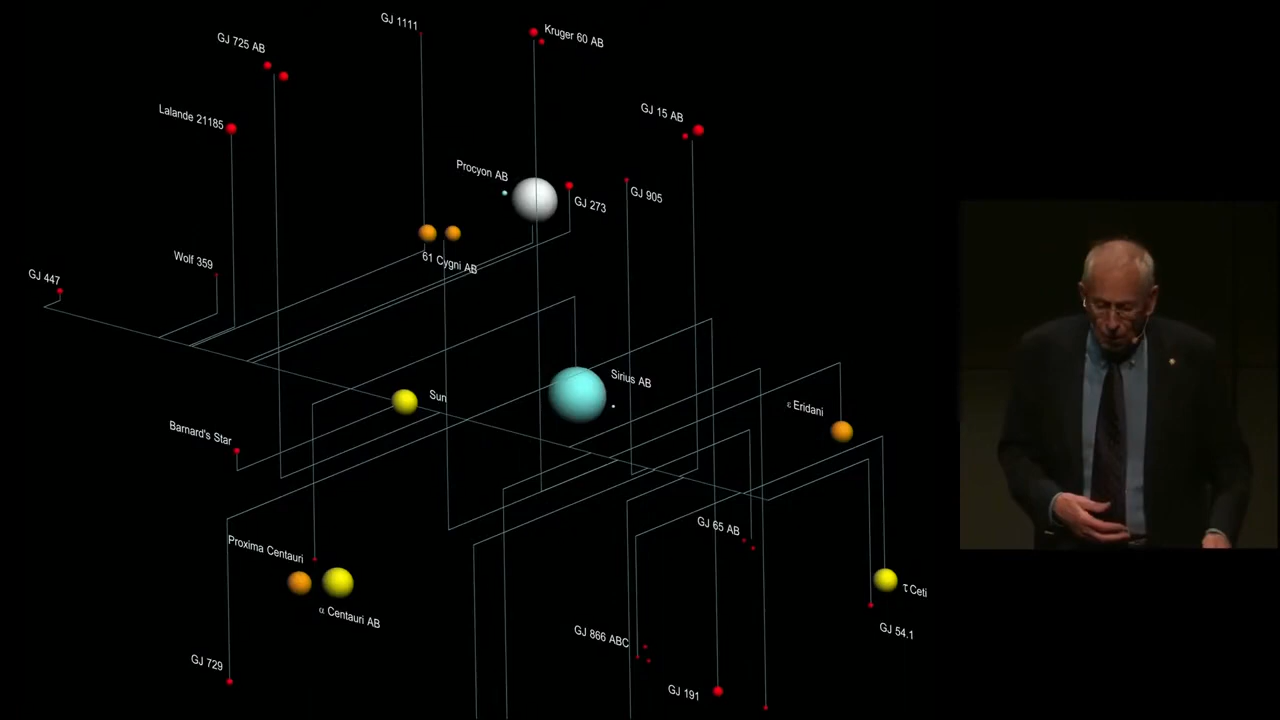 GJ 1111
Kruger 60 AB
GJ 725 AB
Lalande 21185
GJ 15 AB
Procyon AB
GJ 905
GJ 273
61 Cygni AB
Wolf 359
GJ 447
Sirius AB
Sun
ε Eridani
Barnard's Star
GJ 65 AB
Proxima Centauri
τ Ceti
α Centauri AB
GJ 54.1
GJ 866 ABC
GJ 729
GJ 191